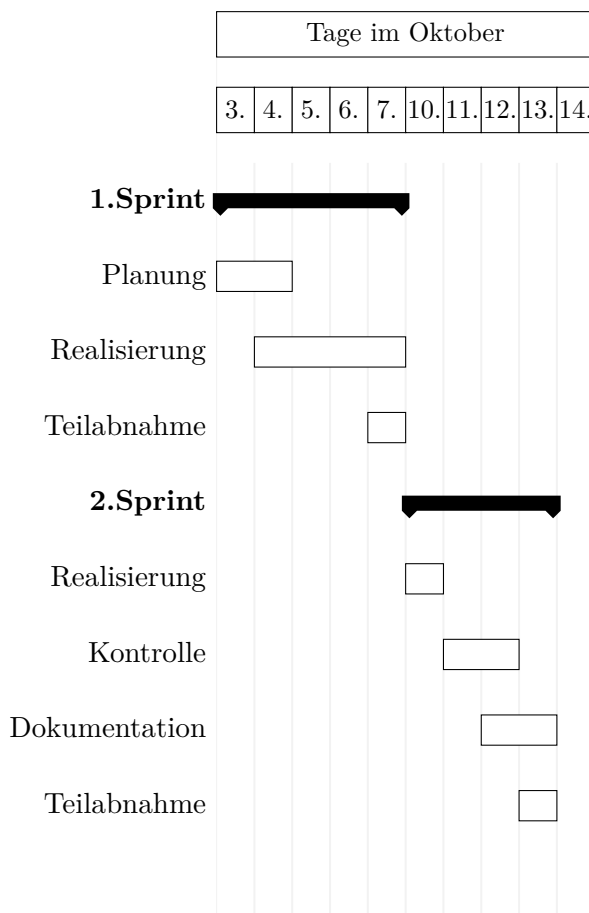 Tage im Oktober
3. 4. 5. 6. 7. 10. 11. 12. 13. 14.
1.Sprint
Planung
Realisierung
Teilabnahme
2.Sprint
Realisierung
Kontrolle
Dokumentation
Teilabnahme